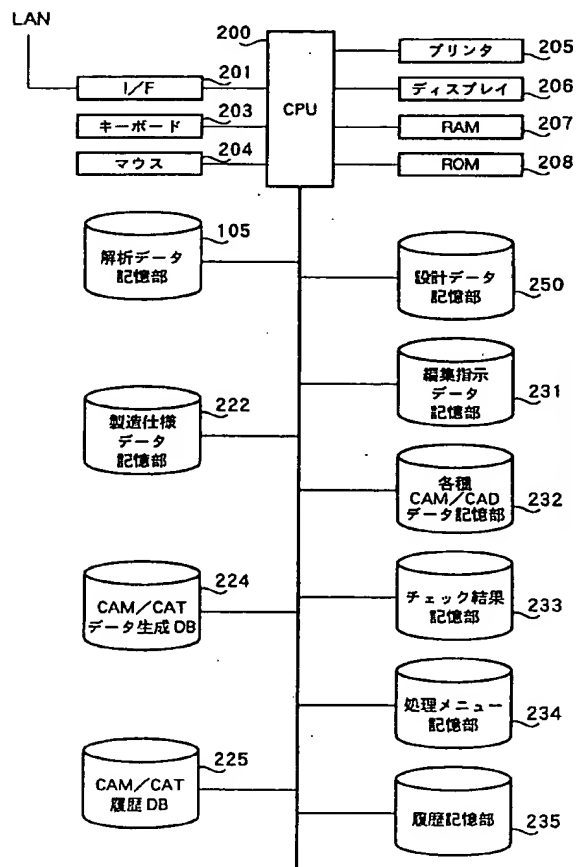 LAN
200
CPU
201
I/F
203
キーボード
204
マウス
プリンタ
205
ディスプレイ
206
RAM
207
ROM
208
105
解析データ
記憶部
設計データ
記憶部
250
編集指示
データ
記憶部
231
222
製造仕様
データ
記憶部
各種
CAM/CAD
データ記憶部
232
224
CAM/CAT
データ生成DB
チェック結果
記憶部
233
処理メニュー
記憶部
234
225
CAM/CAT
履歴DB
履歴記憶部
235